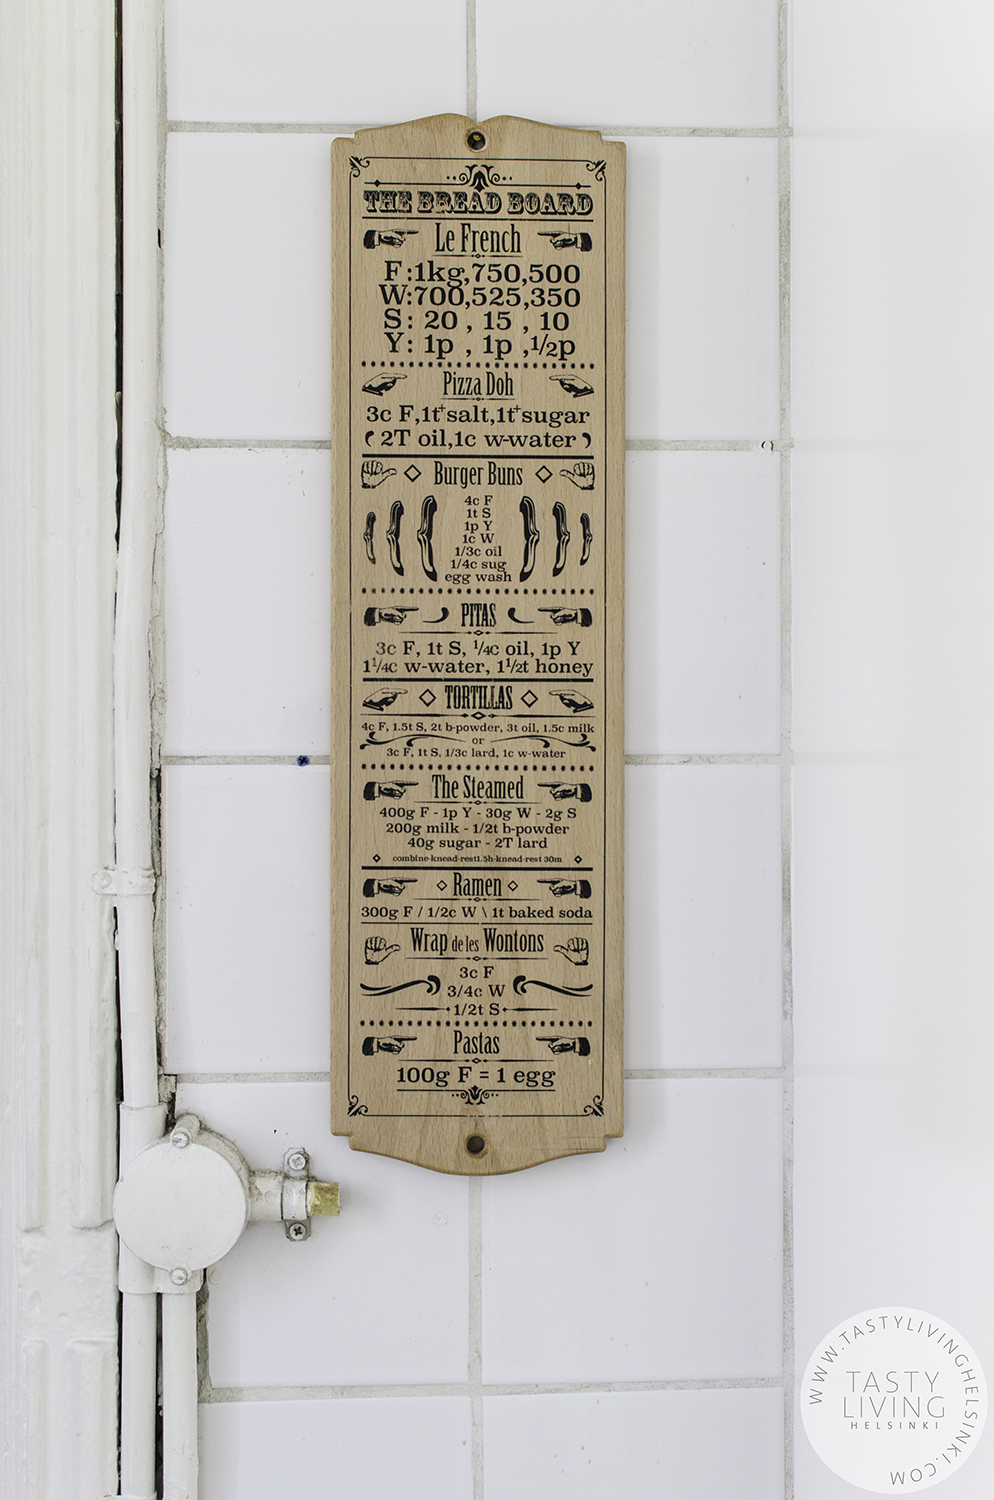 THE BREAD BOARD
Le French
F:1kg,750,500
W:700,525,350
S: 20 , 15 , 10
Y: 1p , 1p ,1/2p
Pizza Doh
3c F,1t+salt,1t+sugar
2T oil,1c w-water
Burger Buns
4c F
1t S
1p Y
1c W
1/3c oil
1/4c sug
egg wash
PITAS
3c F, 1t S, 1/4c oil, 1p Y
1 1/4c w-water, 1 1/2t honey
TORTILLAS
4c F, 1.5t S, 2t b-powder, 3t oil, 1.5c milk
or
3c F, 1t S, 1/3c lard, 1c w-water
The Steamed
400g F - 1p Y - 30g W - 2g S
200g milk - 1/2t b-powder
40g sugar - 2T lard
combine-knead-rest1.5h-knead-rest 30m
Ramen
300g F / 1/2c W \ 1t baked soda
Wrap de les Wontons
3c F
3/4c W
1/2t S
Pastas
100g F = 1 egg
WWW.TASTYLIVINGHELSINKI.COM
TASTY
LIVING
HELSINKI